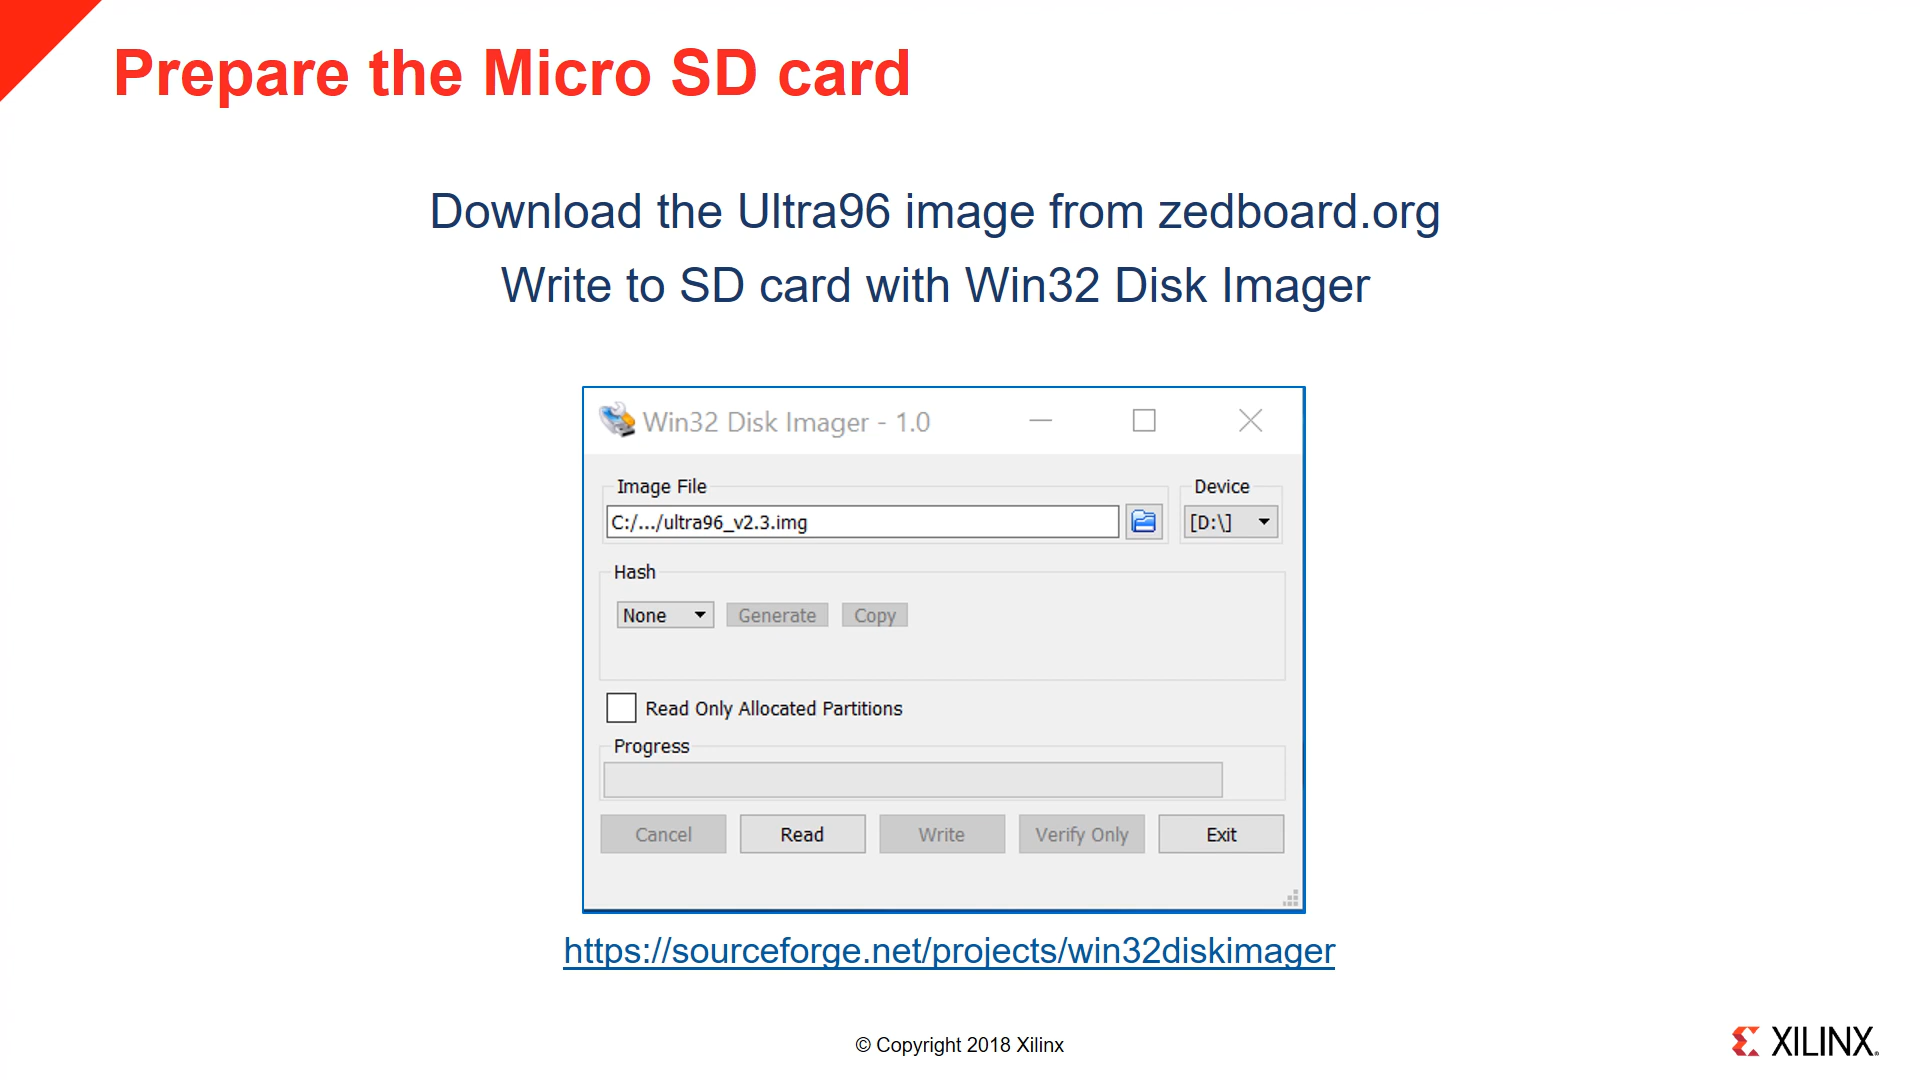 Prepare the Micro SD card
Download the Ultra96 image from zedboard.org
Write to SD card with Win32 Disk Imager
Win32 Disk Imager - 1.0
Image File
Device
C:/.../ultra96_v2.3.img
[D:\]
Hash
None
Generate
Copy
Read Only Allocated Partitions
Progress
Cancel
Read
Write
Verify Only
Exit
https://sourceforge.net/projects/win32diskimager
© Copyright 2018 Xilinx
XILINX.